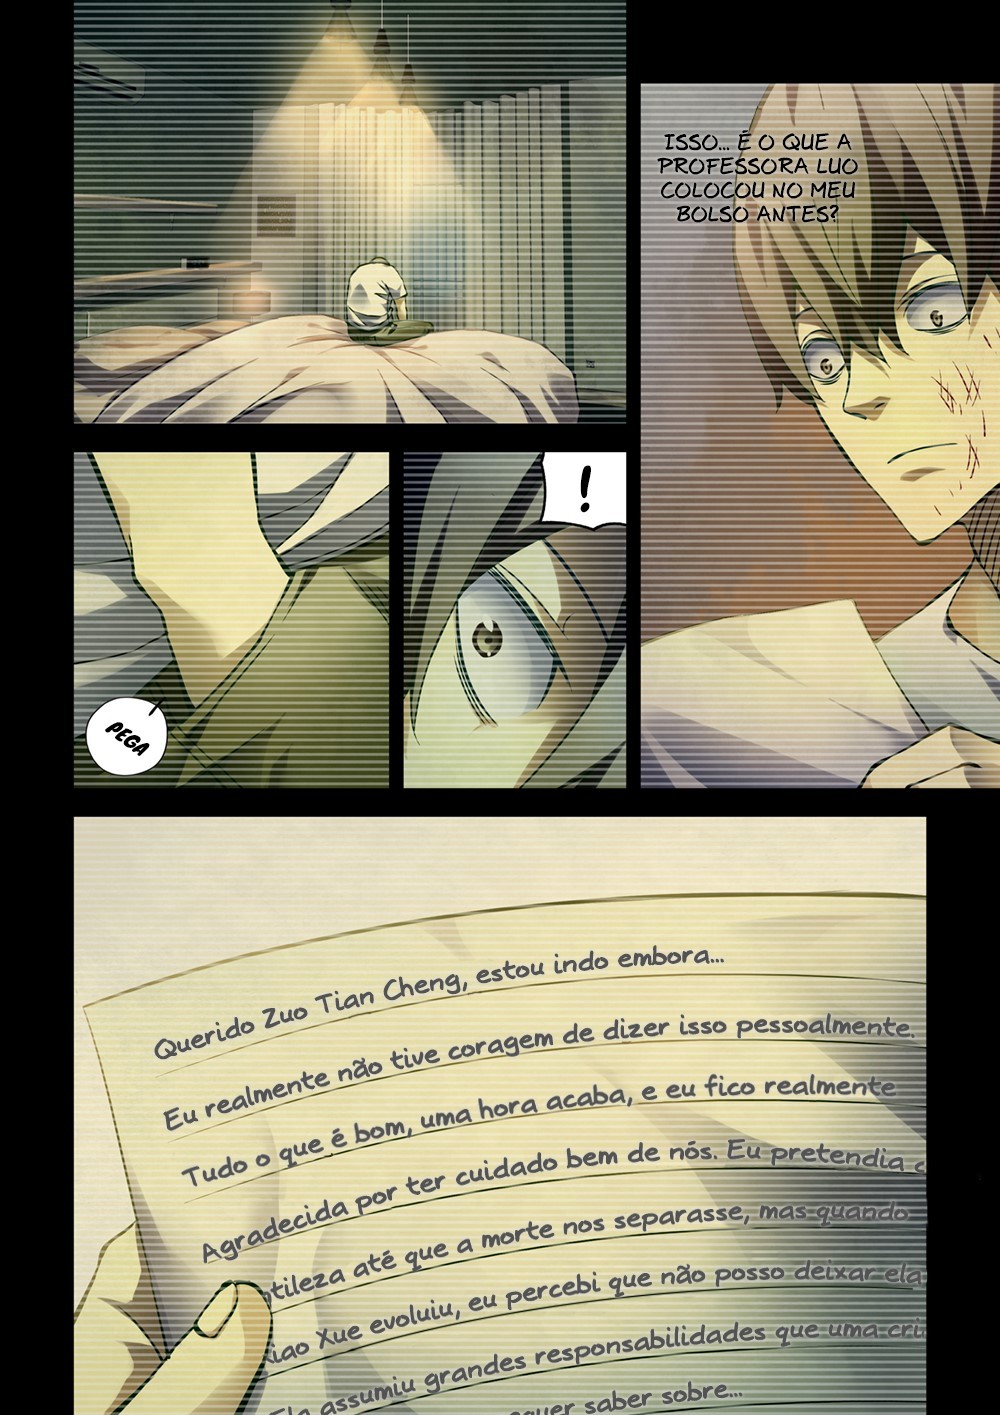 ISSO... É O QUE A
PROFESSORA LUO
COLOCOU NO MEU
BOLSO ANTES?
!
PEGA
Querido Zuo Tian Cheng, estou indo embora...
Eu realmente não tive coragem de dizer isso pessoalmente.
Tudo o que é bom, uma hora acaba, e eu fico realmente
Agradecida por ter cuidado bem de nós. Eu pretendia
até que a morte nos separasse, mas quando
Xiao Xue evoluiu, eu percebi que não posso deixar ela
Ela assumiu grandes responsabilidades que uma
quer saber sobre...